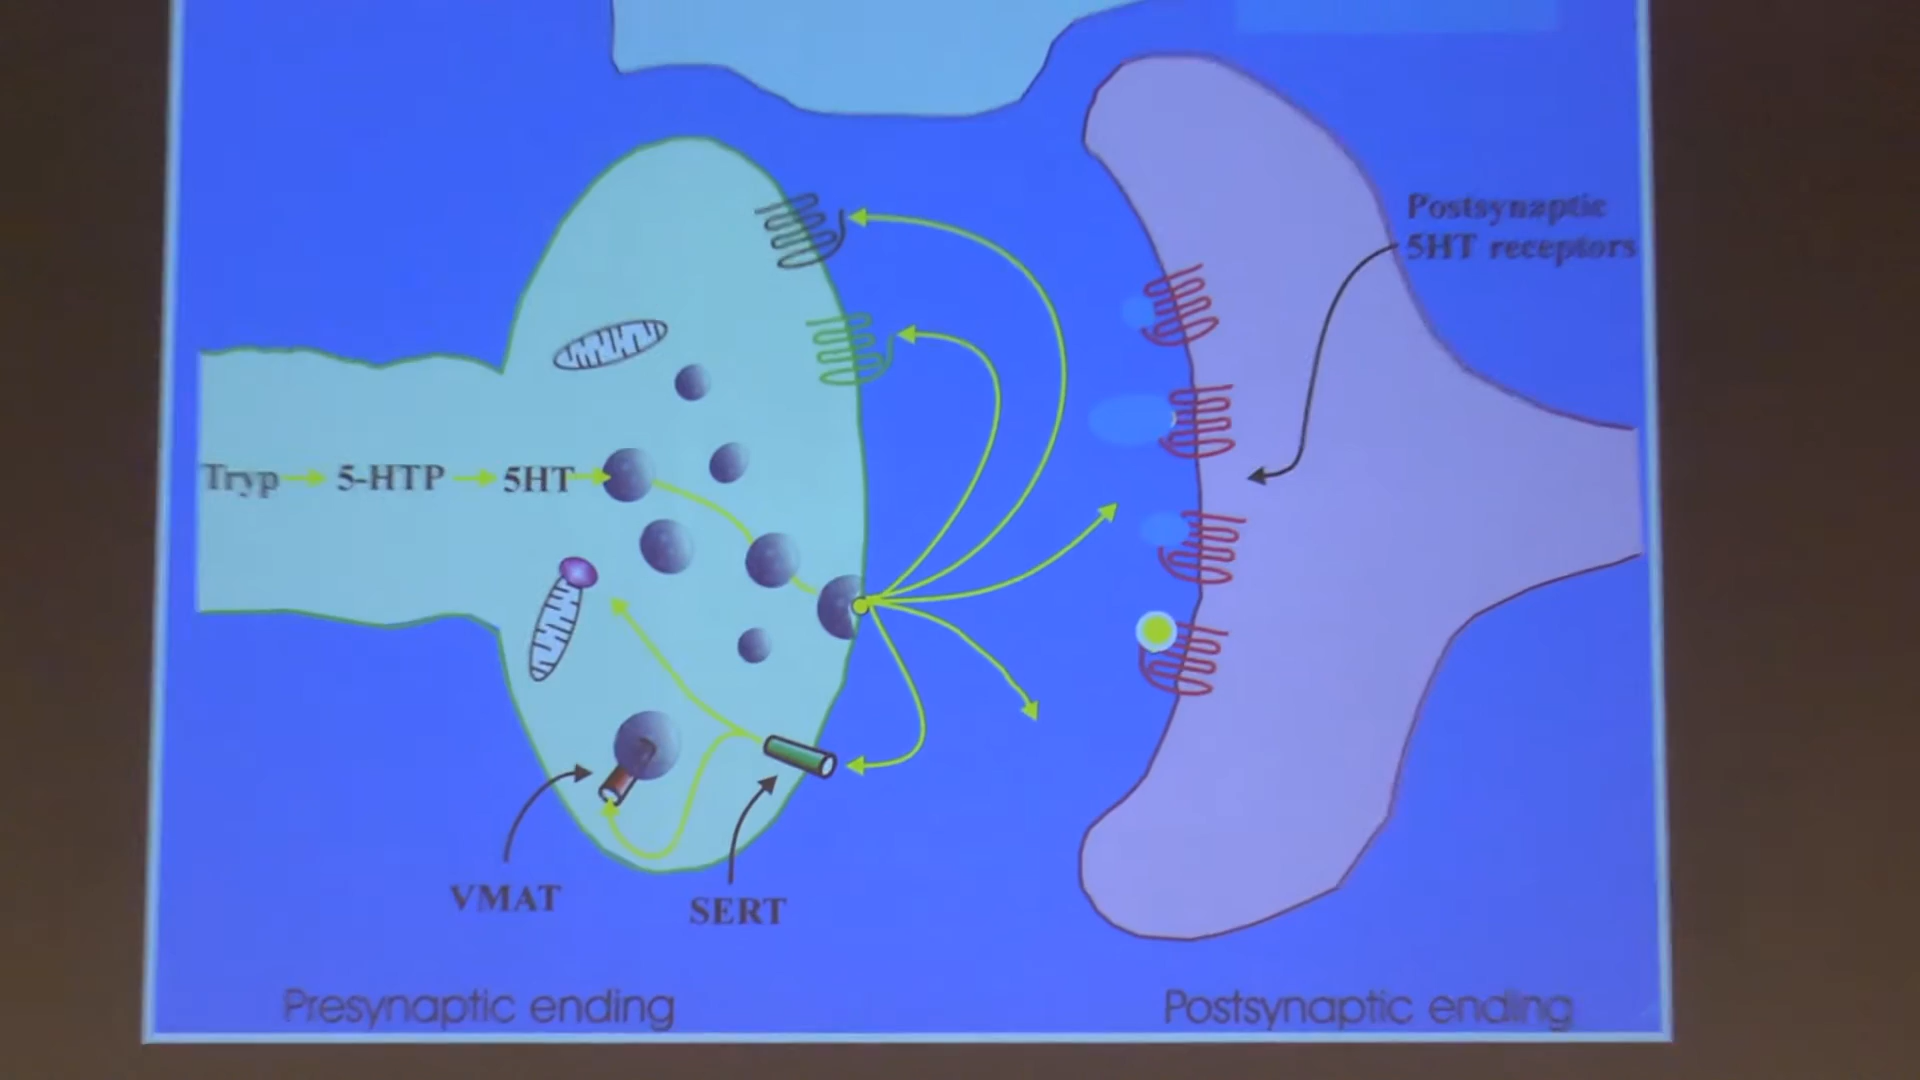 Postsynaptic
5HT receptors
Tryp 5-HTP 5HT
VMAT
SERT
Presynaptic ending
Postsynaptic ending